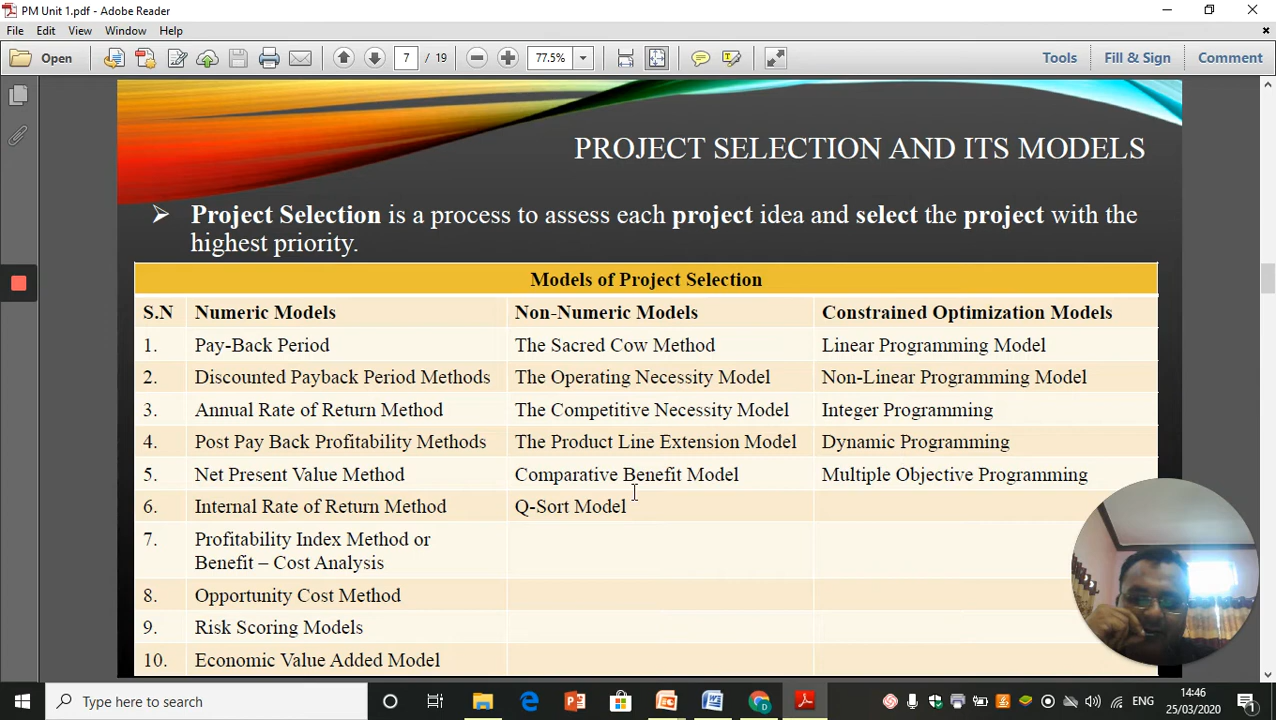 PM Unit 1.pdf - Adobe Reader
File Edit View Window Help
Open 7 / 19 77.5% Tools Fill & Sign Comment
PROJECT SELECTION AND ITS MODELS
Project Selection is a process to assess each project idea and select the project with the
highest priority.
Models of Project Selection
S.N Numeric Models Non-Numeric Models Constrained Optimization Models
1. Pay-Back Period The Sacred Cow Method Linear Programming Model
2. Discounted Payback Period Methods The Operating Necessity Model Non-Linear Programming Model
3. Annual Rate of Return Method The Competitive Necessity Model Integer Programming
4. Post Pay Back Profitability Methods The Product Line Extension Model Dynamic Programming
5. Net Present Value Method Comparative Benefit Model Multiple Objective Programming
6. Internal Rate of Return Method Q-Sort Model
7. Profitability Index Method or
Benefit – Cost Analysis
8. Opportunity Cost Method
9. Risk Scoring Models
10. Economic Value Added Model
Type here to search ENG 14:46
25/03/2020 1